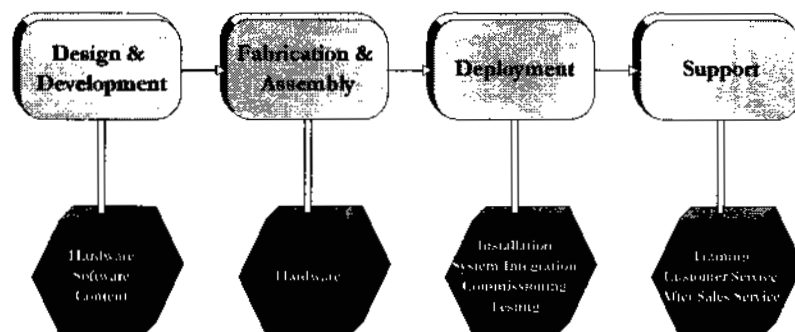 Design &
Development
Fabrication &
Assembly
Deployment
Support
Hardware
Software
Content
Hardware
Installation
System Integration
Commissioning
Testing
Training
Customer Service
After Sales Service